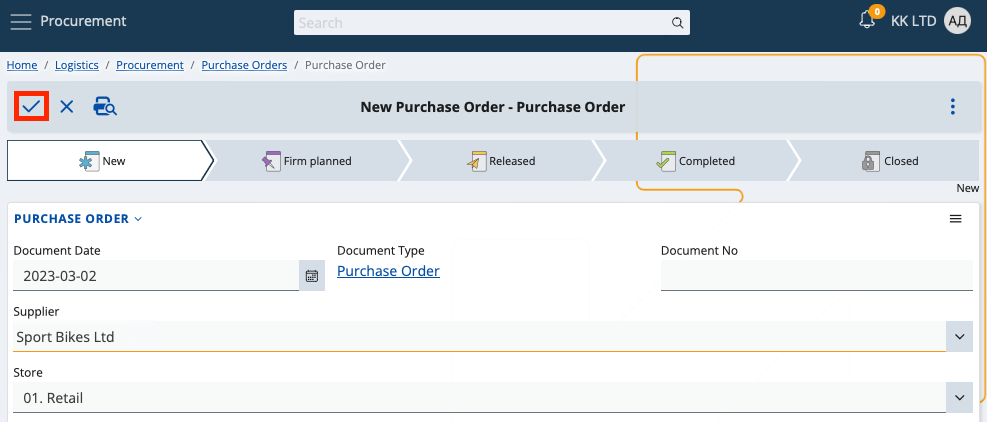 Procurement
Search
0
KK LTD
АД
Home / Logistics / Procurement / Purchase Orders / Purchase Order
New Purchase Order - Purchase Order
New
Firm planned
Released
Completed
Closed
New
PURCHASE ORDER
Document Date
Document Type
Document No
2023-03-02
Purchase Order
Supplier
Sport Bikes Ltd
Store
01. Retail